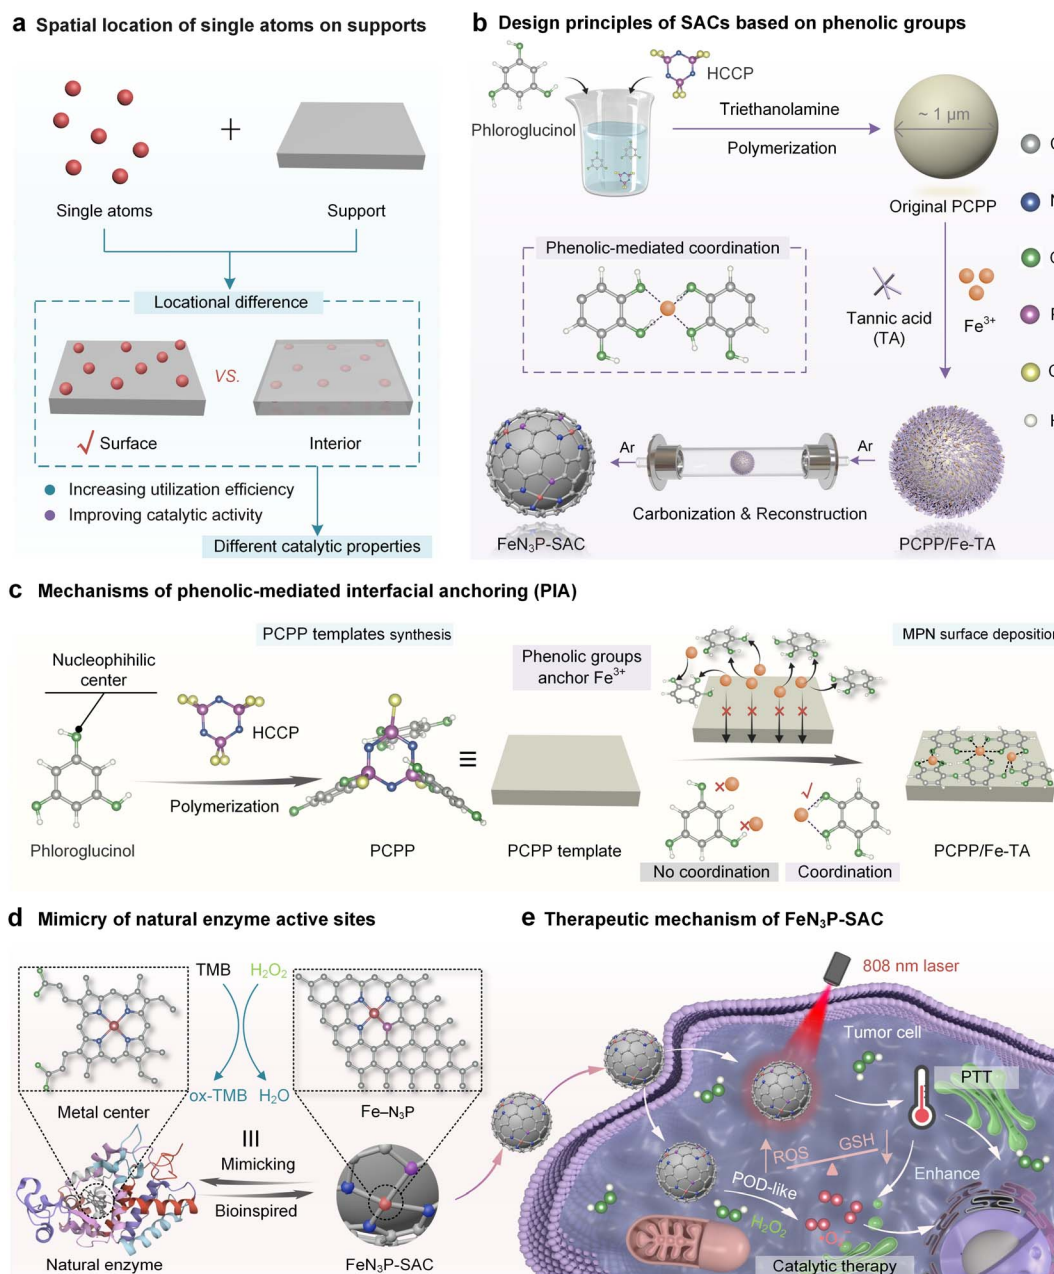 a Spatial location of single atoms on supports
+
Single atoms
Support
Locational difference
VS.
√ Surface
Interior
Increasing utilization efficiency
Improving catalytic activity
Different catalytic properties
b Design principles of SACs based on phenolic groups
HCCP
Phloroglucinol
Triethanolamine
Polymerization
~ 1 μm
Original PCPP
Phenolic-mediated coordination
Tannic acid
(TA)
Fe³⁺
Ar
Ar
Carbonization & Reconstruction
FeN₃P-SAC
PCPP/Fe-TA
N
H
c Mechanisms of phenolic-mediated interfacial anchoring (PIA)
PCPP templates synthesis
Nucleophihilic
center
HCCP
Polymerization
Phloroglucinol
PCPP
≡
Phenolic groups
anchor Fe³⁺
PCPP template
No coordination
Coordination
MPN surface deposition
PCPP/Fe-TA
d Mimicry of natural enzyme active sites
TMB
H₂O₂
ox-TMB
H₂O
Metal center
Fe–N₃P
Mimicking
Bioinspired
Natural enzyme
FeN₃P-SAC
e Therapeutic mechanism of FeN₃P-SAC
808 nm laser
Tumor cell
PTT
ROS
GSH
Enhance
POD-like
H₂O₂
Catalytic therapy